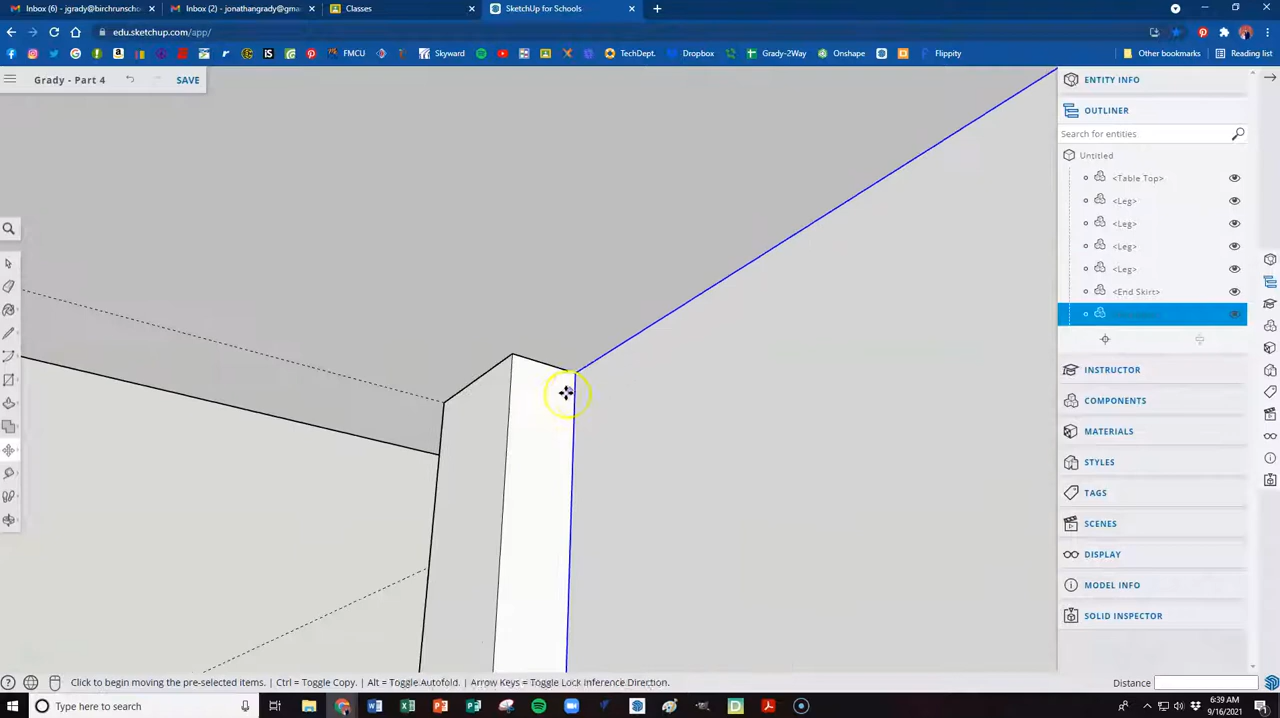 Inbox (6) - jgrady@birchrunscho
Inbox (2) - jonathangrady@gma
Classes
SketchUp for Schools
edu.sketchup.com/app/
FMCU
Skyward
TechDept.
Dropbox
Grady-2Way
Onshape
Flippity
Other bookmarks
Reading list
Grady - Part 4
SAVE
ENTITY INFO
OUTLINER
Search for entities
Untitled
<Table Top>
<Leg>
<Leg>
<Leg>
<Leg>
<End Skirt>
INSTRUCTOR
COMPONENTS
MATERIALS
STYLES
TAGS
SCENES
DISPLAY
MODEL INFO
SOLID INSPECTOR
Click to begin moving the pre-selected items. | Ctrl = Toggle Copy. | Alt = Toggle Autofold. | Arrow Keys = Toggle Lock Inference Direction.
Distance
Type here to search
6:39 AM
9/16/2021